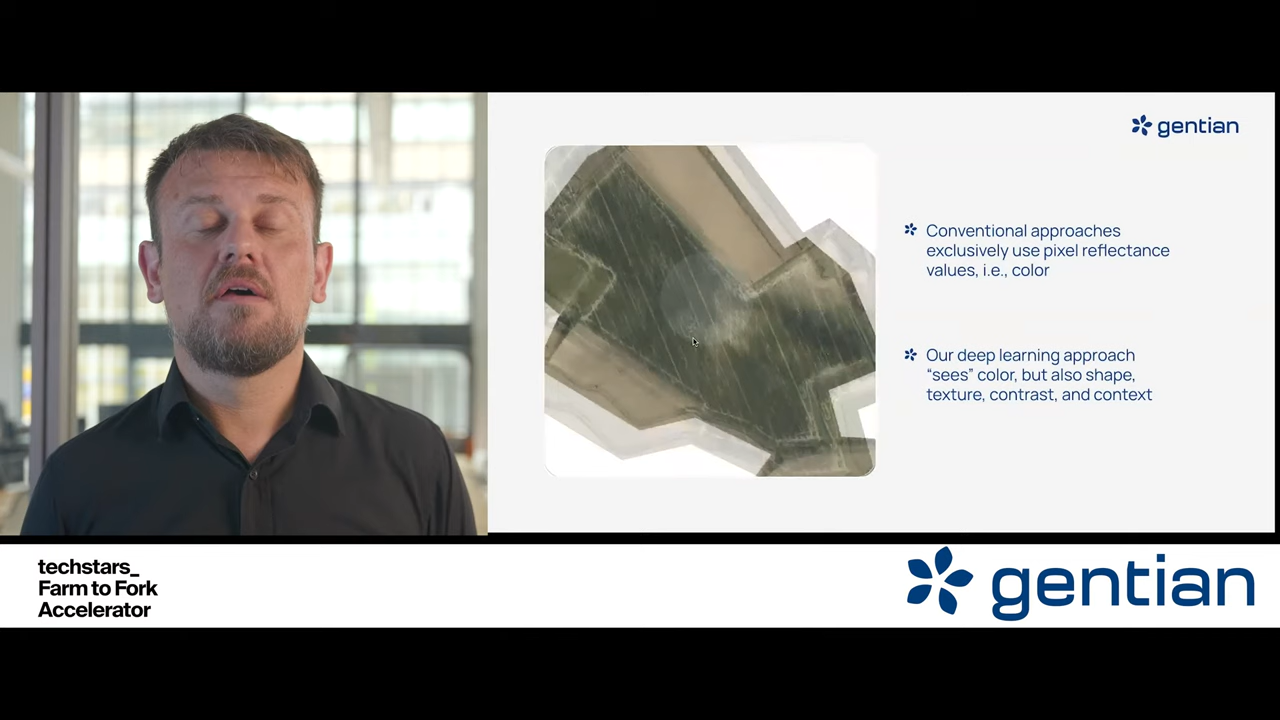 gentian
Conventional approaches
exclusively use pixel reflectance
values, i.e., color
Our deep learning approach
“sees” color, but also shape,
texture, contrast, and context
techstars_
Farm to Fork
Accelerator
gentian